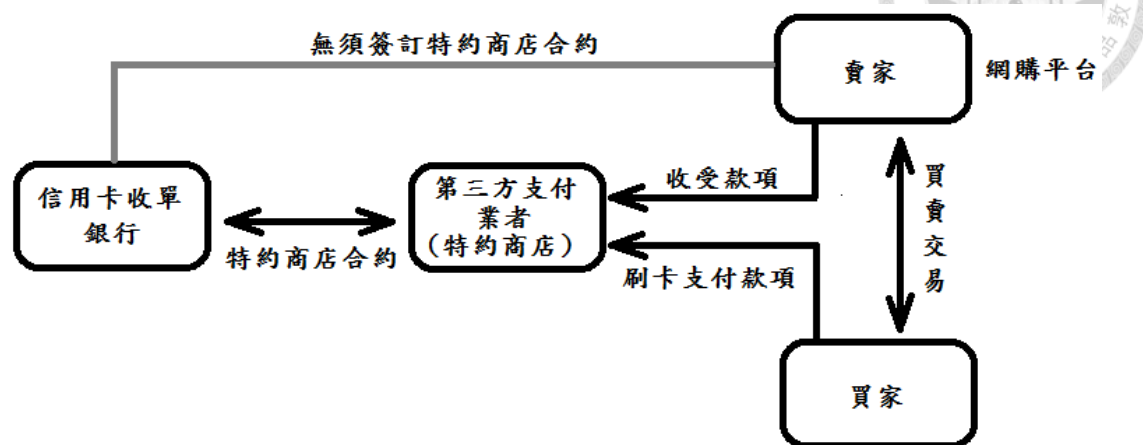 無須簽訂特約商店合約
賣家
網購平台
信用卡收單
銀行
第三方支付
業者
(特約商店)
收受款項
特約商店合約
刷卡支付款項
買賣交易
買家